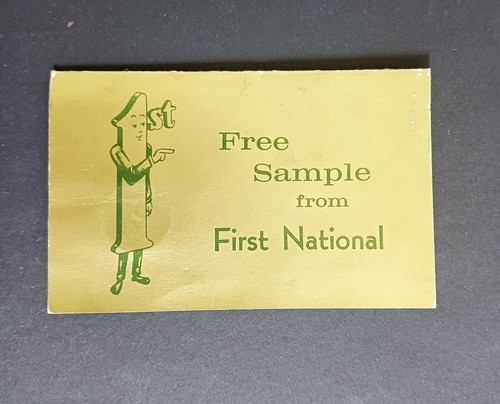 1st
Free
Sample
from
First National